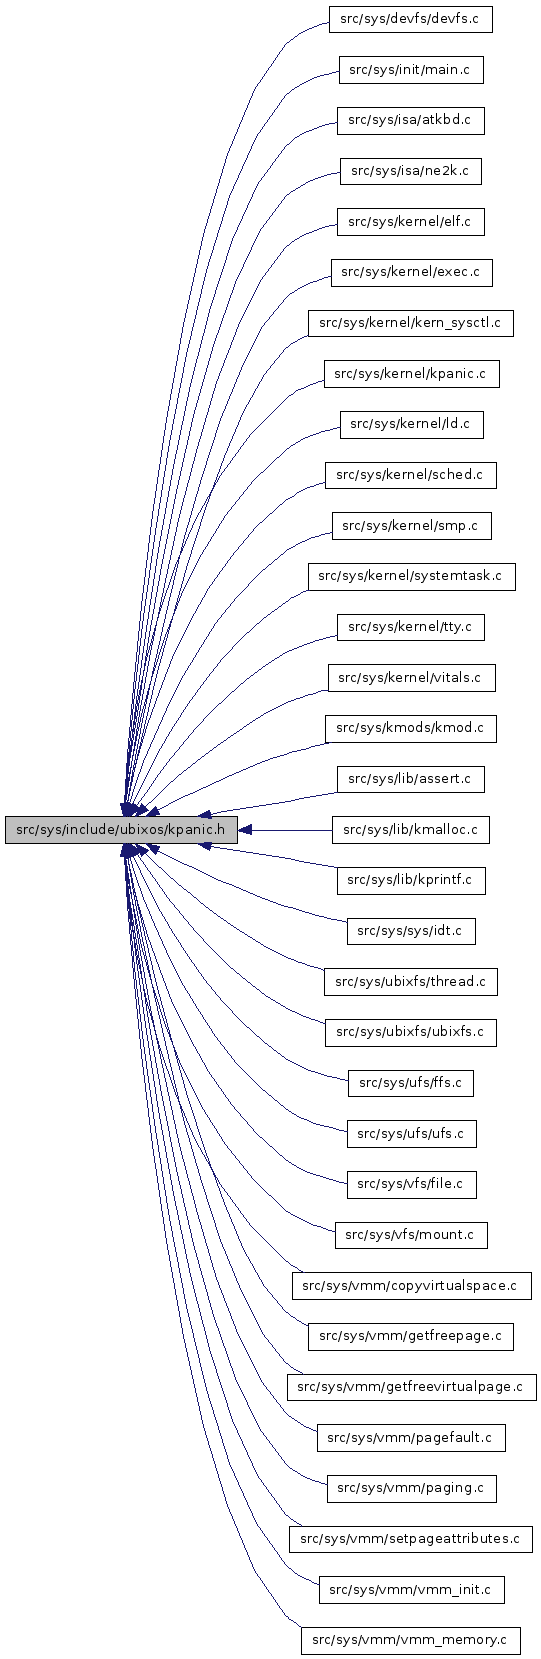 src/sys/devfs/devfs.c
src/sys/init/main.c
src/sys/isa/atkbd.c
src/sys/isa/ne2k.c
src/sys/kernel/elf.c
src/sys/kernel/exec.c
src/sys/kernel/kern_sysctl.c
src/sys/kernel/kpanic.c
src/sys/kernel/ld.c
src/sys/kernel/sched.c
src/sys/kernel/smp.c
src/sys/kernel/systemtask.c
src/sys/kernel/tty.c
src/sys/kernel/vitals.c
src/sys/kmods/kmod.c
src/sys/lib/assert.c
src/sys/include/ubixos/kpanic.h
src/sys/lib/kmalloc.c
src/sys/lib/kprintf.c
src/sys/sys/idt.c
src/sys/ubixfs/thread.c
src/sys/ubixfs/ubixfs.c
src/sys/ufs/ffs.c
src/sys/ufs/ufs.c
src/sys/vfs/file.c
src/sys/vfs/mount.c
src/sys/vmm/copyvirtualspace.c
src/sys/vmm/getfreepage.c
src/sys/vmm/getfreevirtualpage.c
src/sys/vmm/pagefault.c
src/sys/vmm/paging.c
src/sys/vmm/setpageattributes.c
src/sys/vmm/vmm_init.c
src/sys/vmm/vmm_memory.c